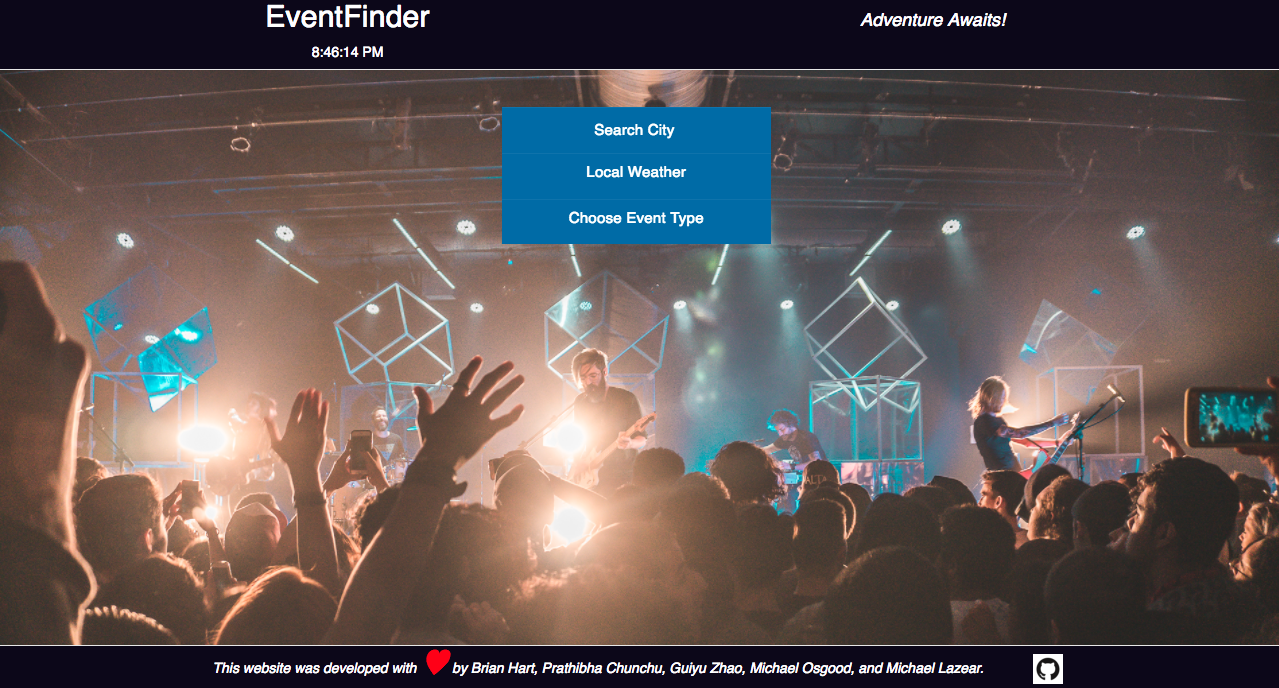 EventFinder
Adventure Awaits!
8:46:14 PM
Search City
Local Weather
Choose Event Type
This website was developed with ❤ by Brian Hart, Prathibha Chunchu, Guiyu Zhao, Michael Osgood, and Michael Lazear.